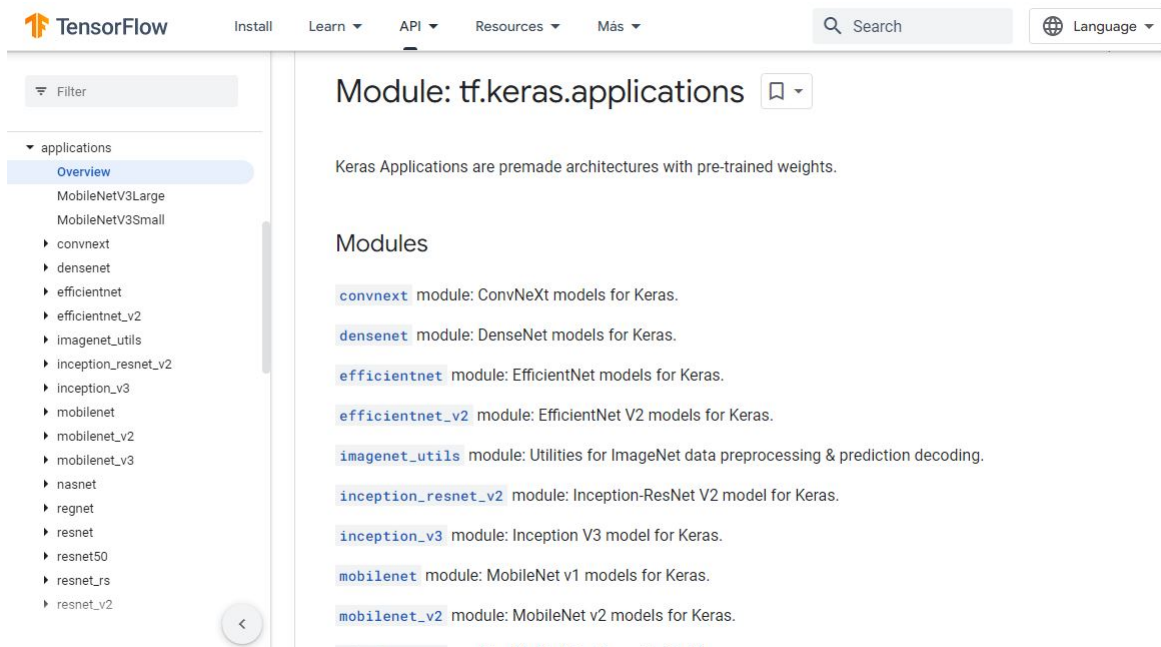 TensorFlow Install Learn API Resources Más Search Language
Filter
applications
Overview
MobileNetV3Large
MobileNetV3Small
convnext
densenet
efficientnet
efficientnet_v2
imagenet_utils
inception_resnet_v2
inception_v3
mobilenet
mobilenet_v2
mobilenet_v3
nasnet
regnet
resnet
resnet50
resnet_rs
resnet_v2
Module: tf.keras.applications
Keras Applications are premade architectures with pre-trained weights.
Modules
convnext module: ConvNeXt models for Keras.
densenet module: DenseNet models for Keras.
efficientnet module: EfficientNet models for Keras.
efficientnet_v2 module: EfficientNet V2 models for Keras.
imagenet_utils module: Utilities for ImageNet data preprocessing & prediction decoding.
inception_resnet_v2 module: Inception-ResNet V2 model for Keras.
inception_v3 module: Inception V3 model for Keras.
mobilenet module: MobileNet v1 models for Keras.
mobilenet_v2 module: MobileNet v2 models for Keras.